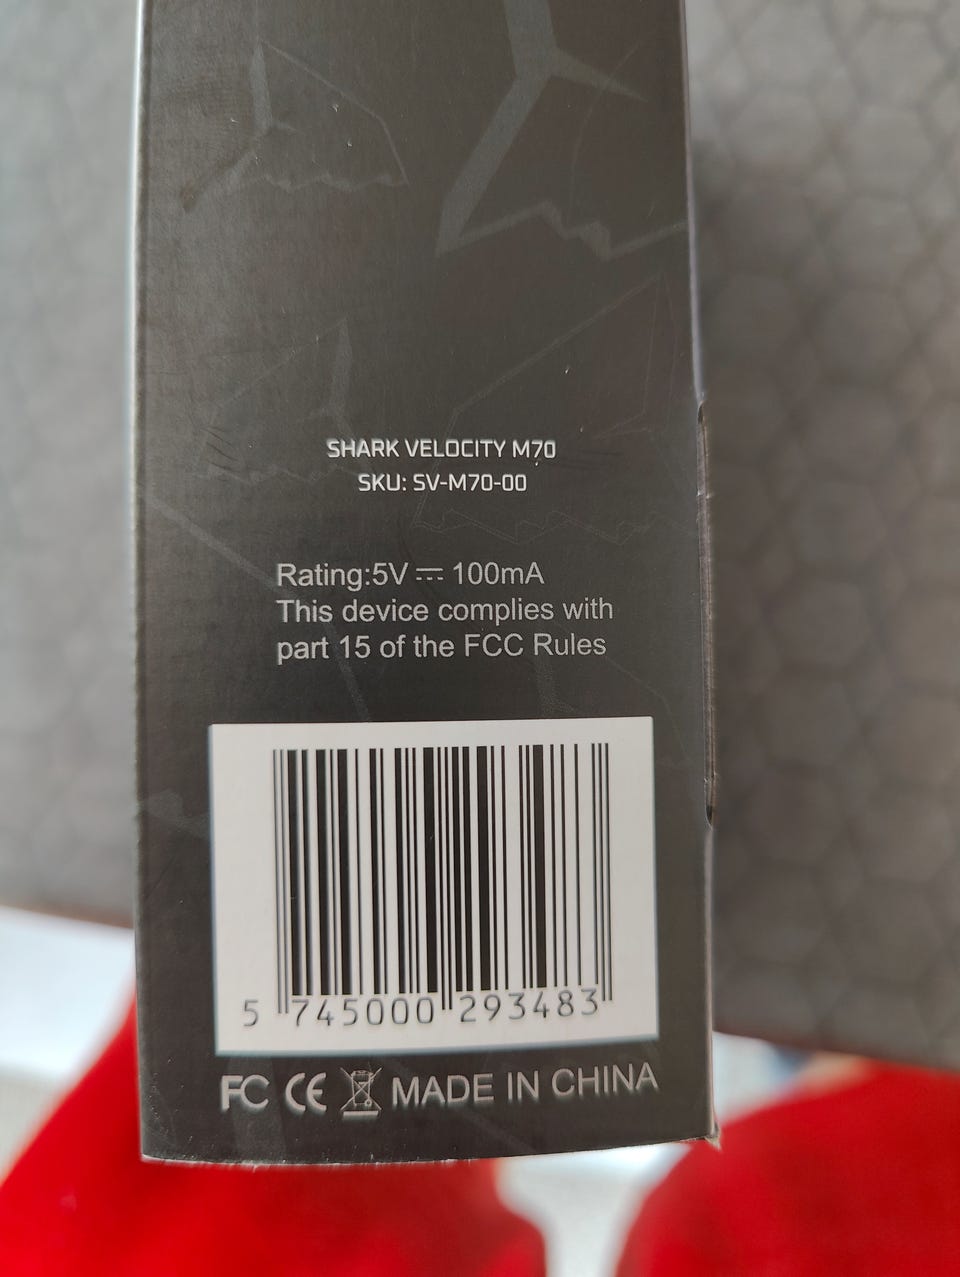 SHARK VELOCITY M70
SKU: SV-M70-00
Rating:5V ⎓ 100mA
This device complies with
part 15 of the FCC Rules
5 745000 293483
FC CE MADE IN CHINA